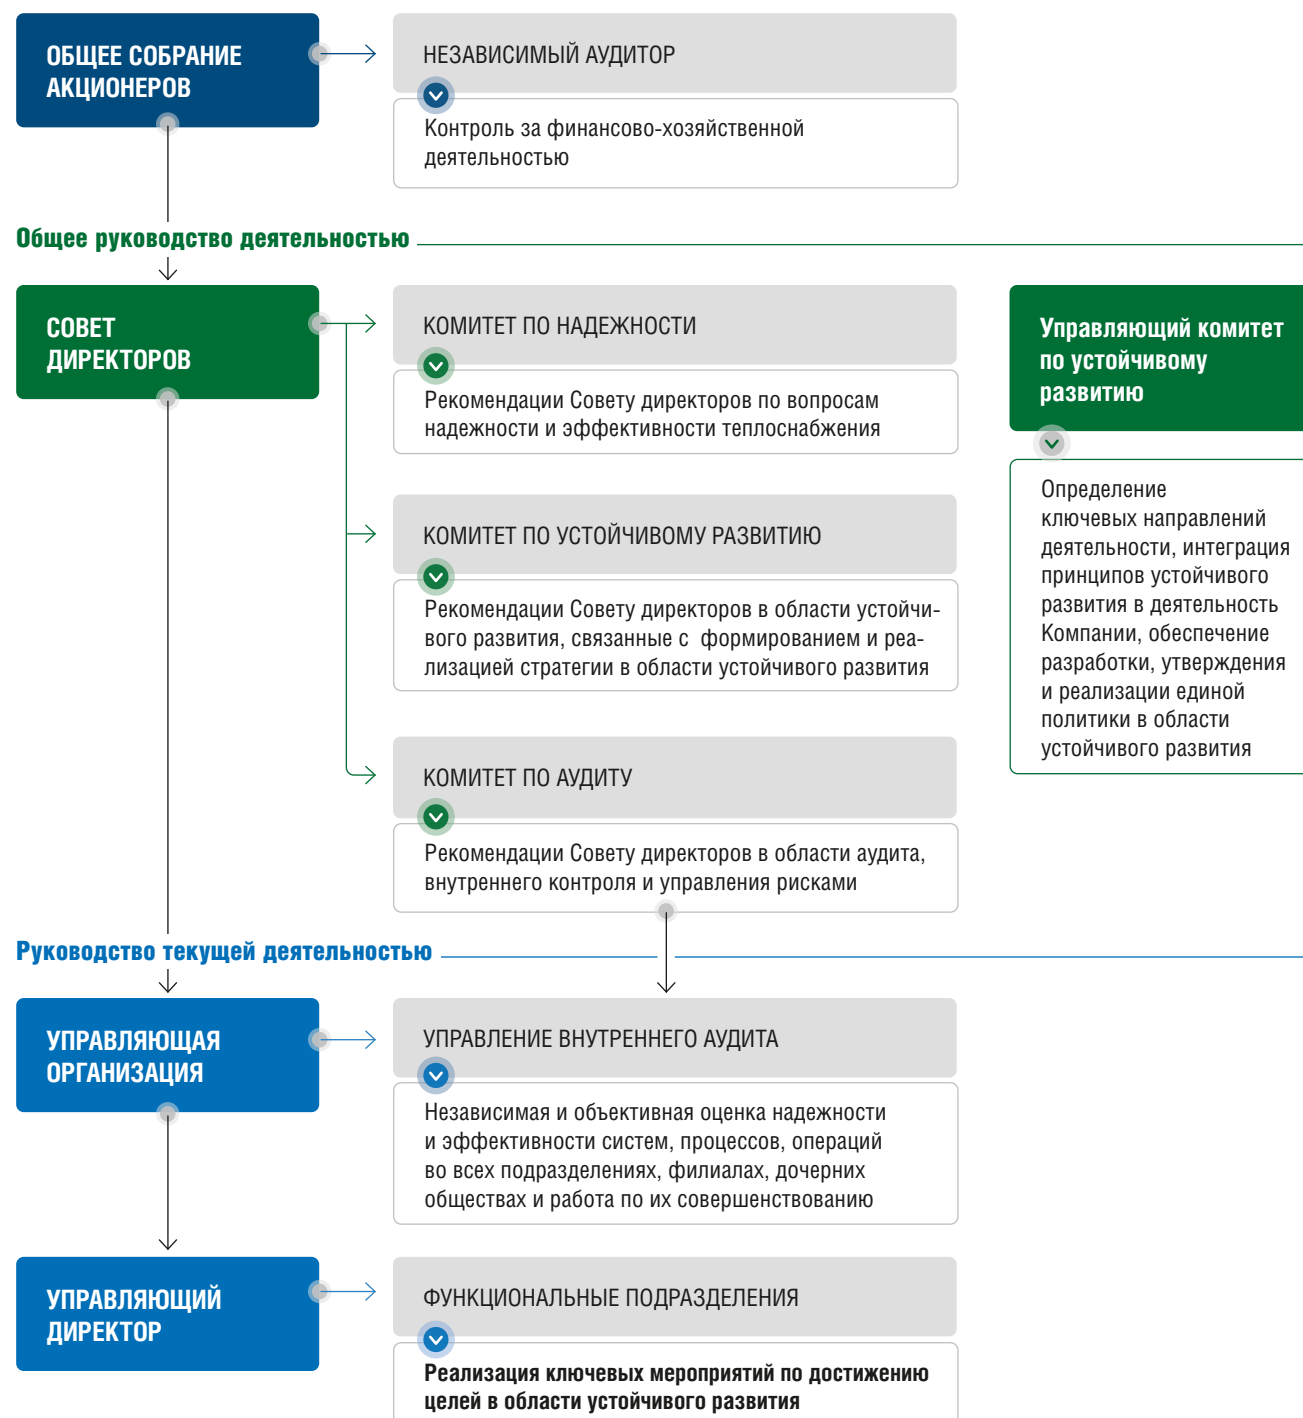 ОБЩЕЕ СОБРАНИЕ
АКЦИОНЕРОВ
НЕЗАВИСИМЫЙ АУДИТОР
Контроль за финансово-хозяйственной
деятельностью
Общее руководство деятельностью
СОВЕТ
ДИРЕКТОРОВ
КОМИТЕТ ПО НАДЕЖНОСТИ
Рекомендации Совету директоров по вопросам
надежности и эффективности теплоснабжения
КОМИТЕТ ПО УСТОЙЧИВОМУ РАЗВИТИЮ
Рекомендации Совету директоров в области устойчи-
вого развития, связанные с формированием и реа-
лизацией стратегии в области устойчивого развития
КОМИТЕТ ПО АУДИТУ
Рекомендации Совету директоров в области аудита,
внутреннего контроля и управления рисками
Управляющий комитет
по устойчивому
развитию
Определение
ключевых направлений
деятельности, интеграция
принципов устойчивого
развития в деятельность
Компании, обеспечение
разработки, утверждения
и реализации единой
политики в области
устойчивого развития
Руководство текущей деятельностью
УПРАВЛЯЮЩАЯ
ОРГАНИЗАЦИЯ
УПРАВЛЕНИЕ ВНУТРЕННЕГО АУДИТА
Независимая и объективная оценка надежности
и эффективности систем, процессов, операций
во всех подразделениях, филиалах, дочерних
обществах и работа по их совершенствованию
УПРАВЛЯЮЩИЙ
ДИРЕКТОР
ФУНКЦИОНАЛЬНЫЕ ПОДРАЗДЕЛЕНИЯ
Реализация ключевых мероприятий по достижению
целей в области устойчивого развития